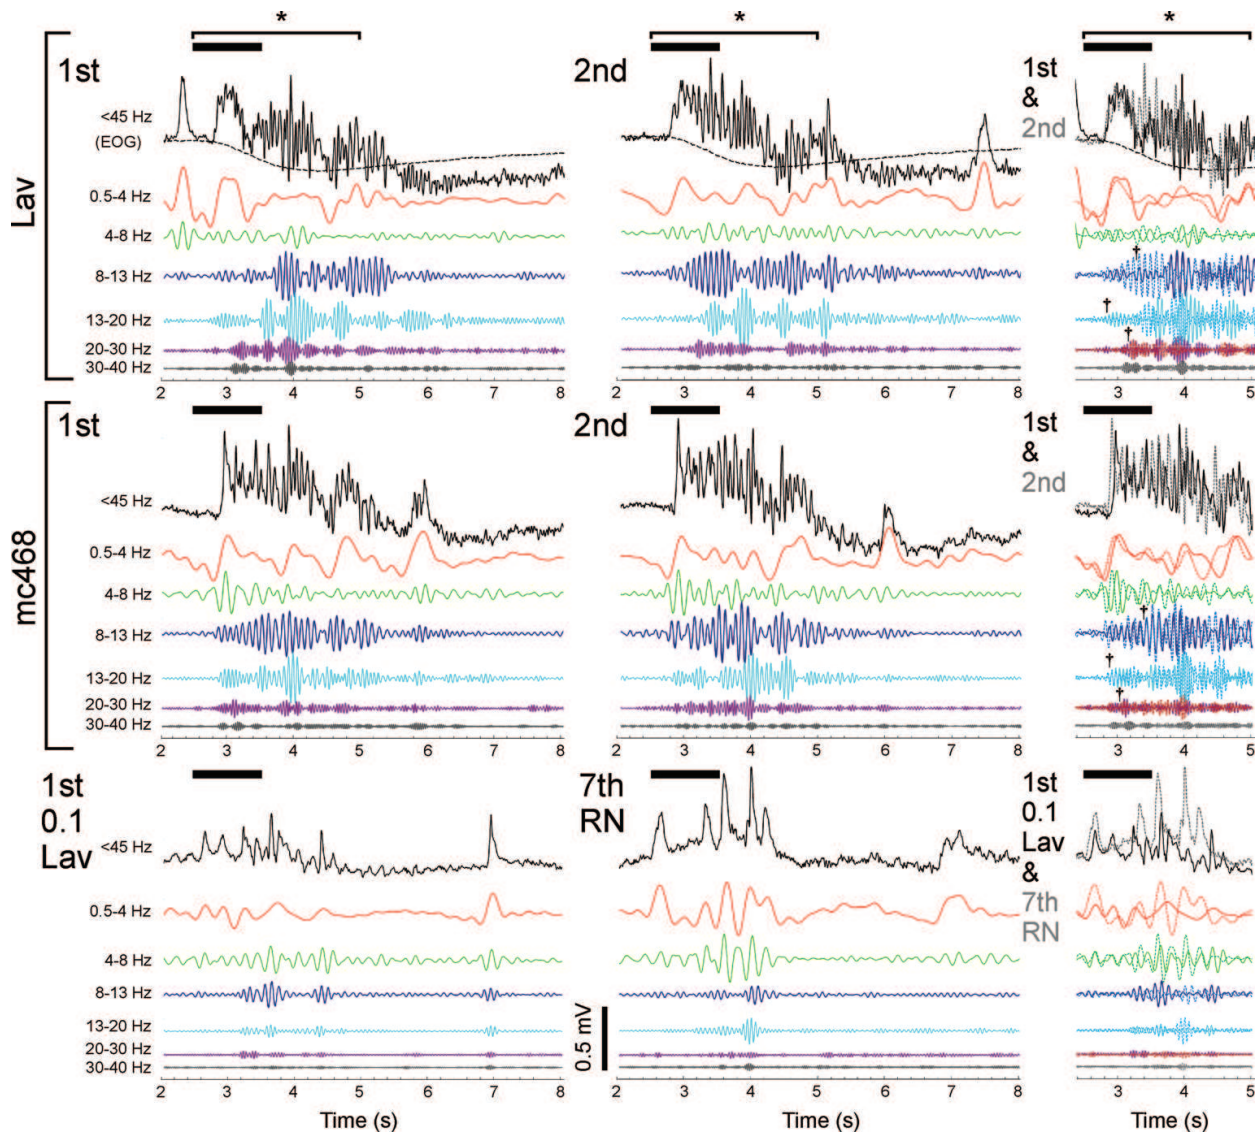 *
*
*
Lav
1st
<45 Hz
(EOG)
0.5-4 Hz
4-8 Hz
8-13 Hz
13-20 Hz
20-30 Hz
30-40 Hz
2 3 4 5 6 7 8
2nd
2 3 4 5 6 7 8
1st
&
2nd
†
†
†
3 4 5
mc468
1st
<45 Hz
0.5-4 Hz
4-8 Hz
8-13 Hz
13-20 Hz
20-30 Hz
30-40 Hz
2 3 4 5 6 7 8
2nd
2 3 4 5 6 7 8
1st
&
2nd
†
†
†
3 4 5
1st
0.1
Lav
<45 Hz
0.5-4 Hz
4-8 Hz
8-13 Hz
13-20 Hz
20-30 Hz
30-40 Hz
2 3 4 5 6 7 8
Time (s)
7th
RN
0.5 mV
2 3 4 5 6 7 8
Time (s)
1st
0.1
Lav
&
7th
RN
3 4 5
Time (s)